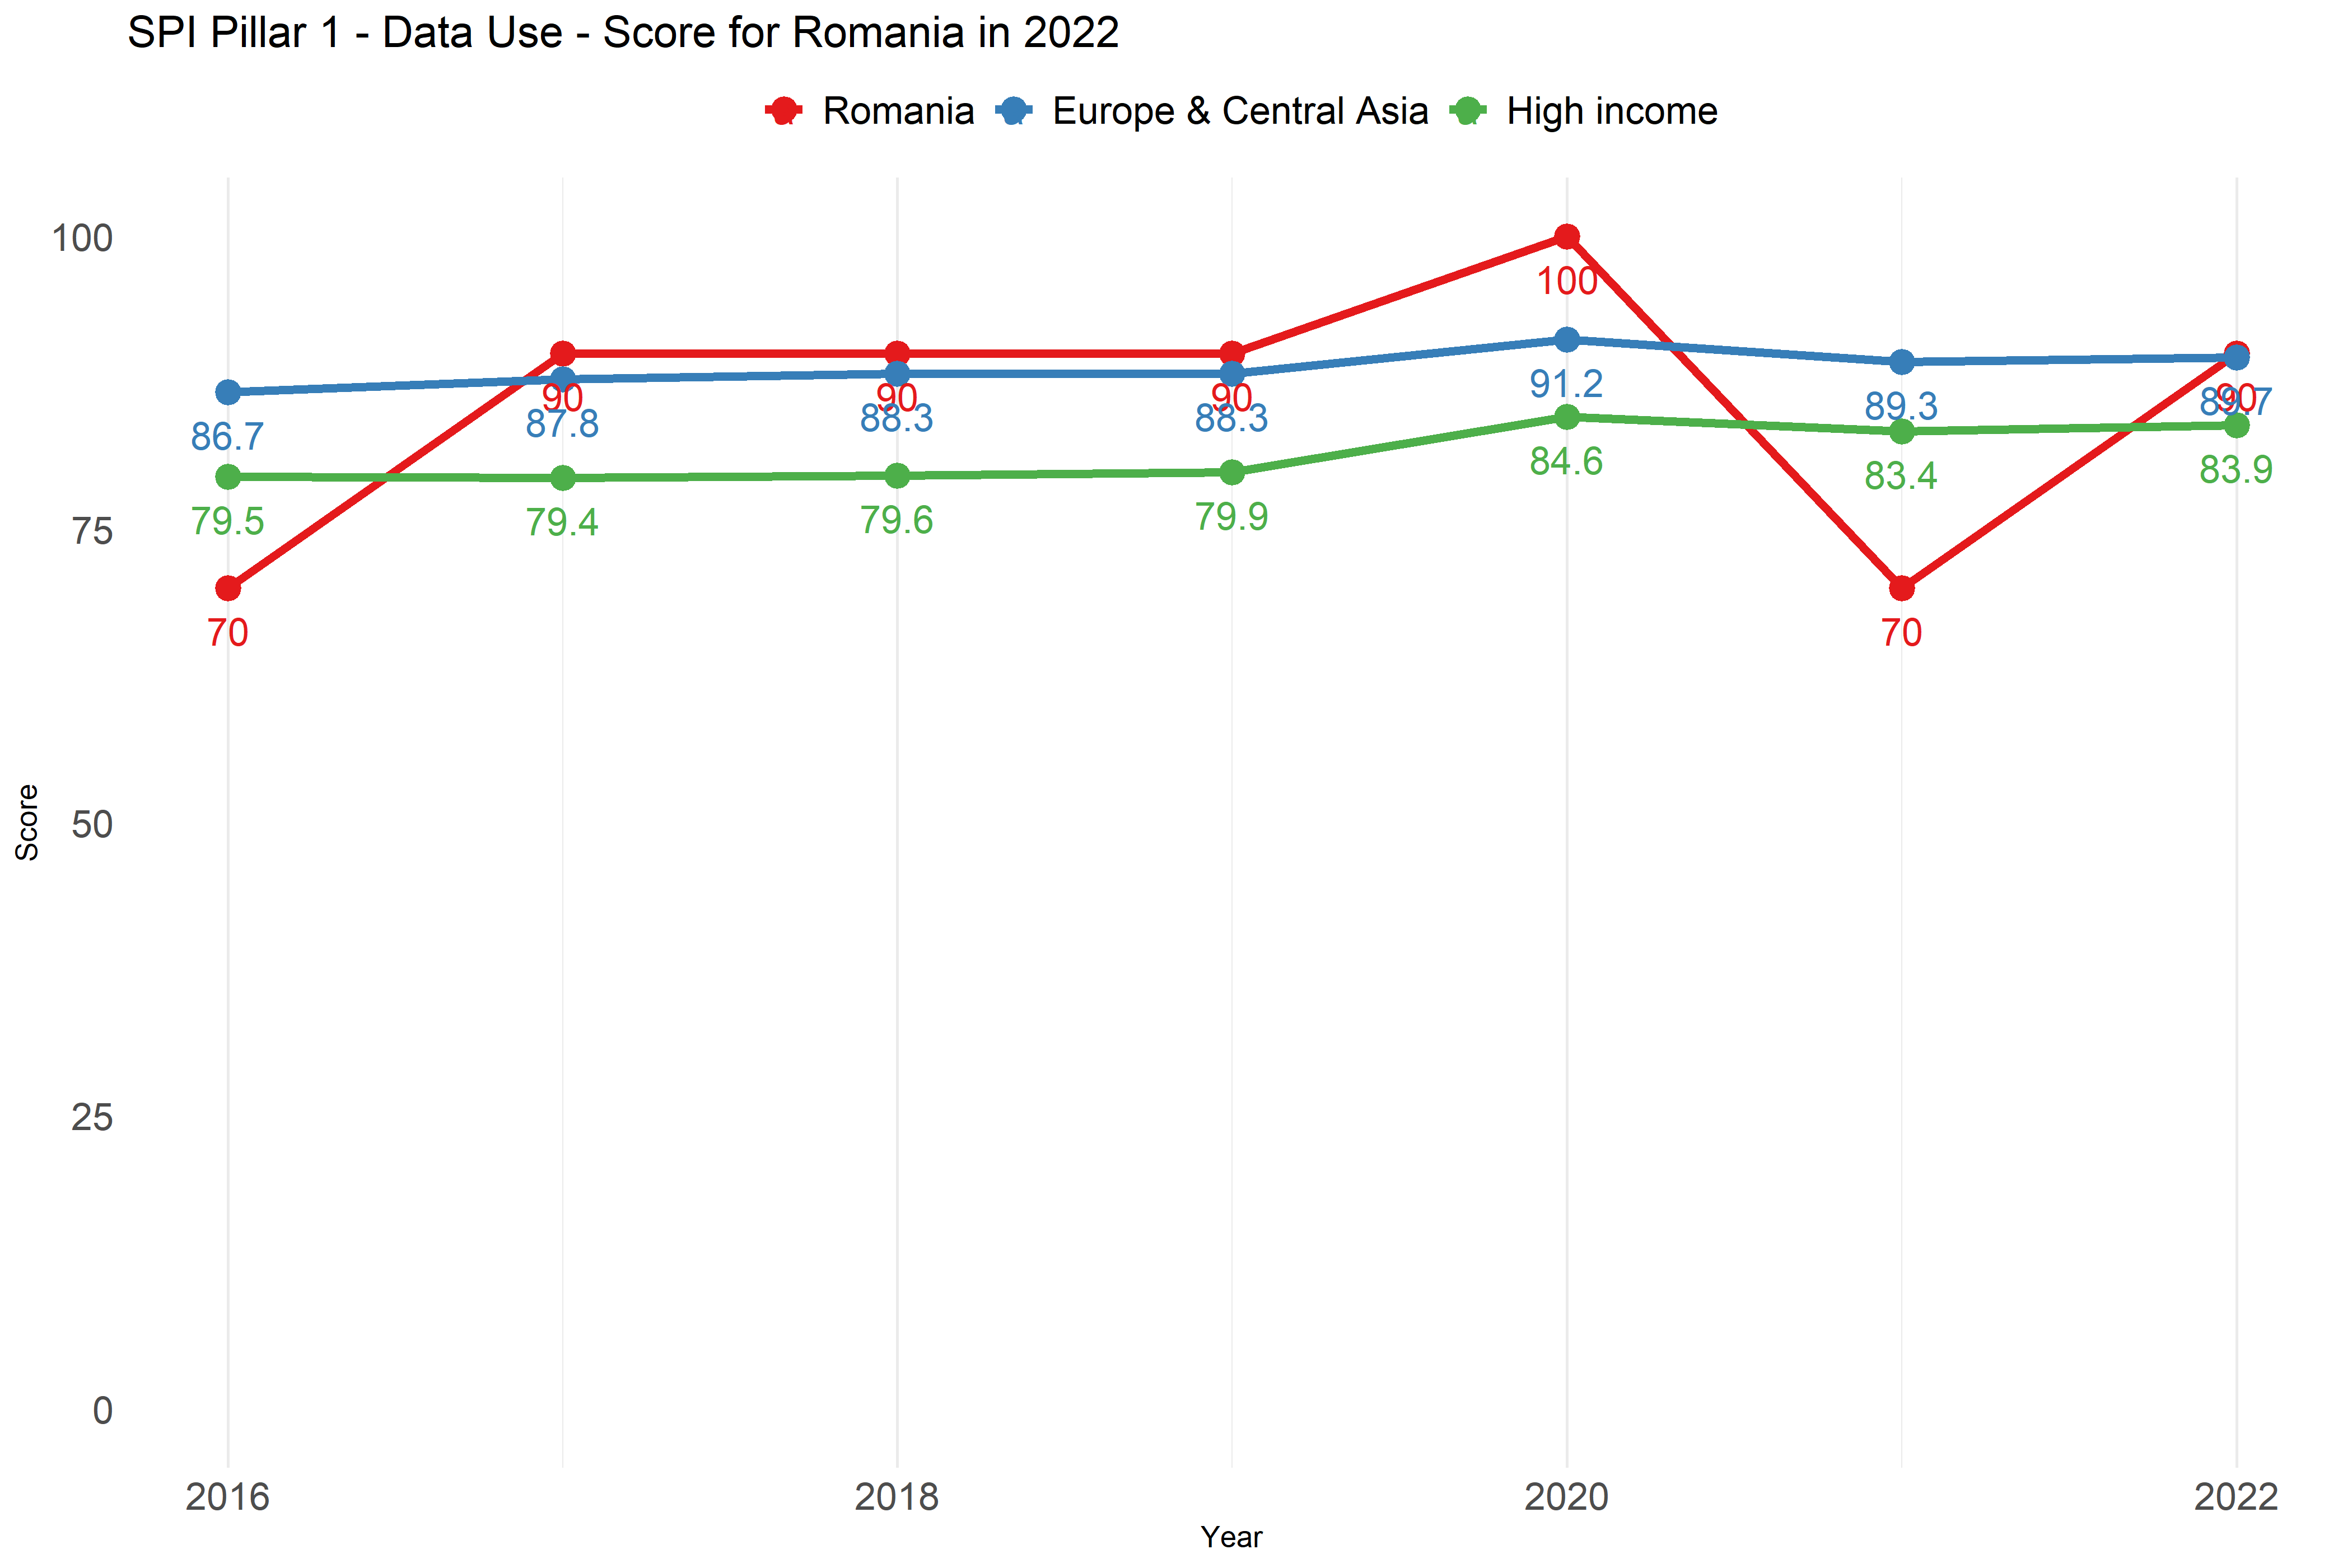 SPI Pillar 1 - Data Use - Score for Romania in 2022
Romania Europe & Central Asia High income
100
75
50
25
0
Score
100
90 90 90 90
70 70
86.7 87.8 88.3 88.3 91.2 89.3 89.7
79.5 79.4 79.6 79.9 84.6 83.4 83.9
2016 2018 2020 2022
Year